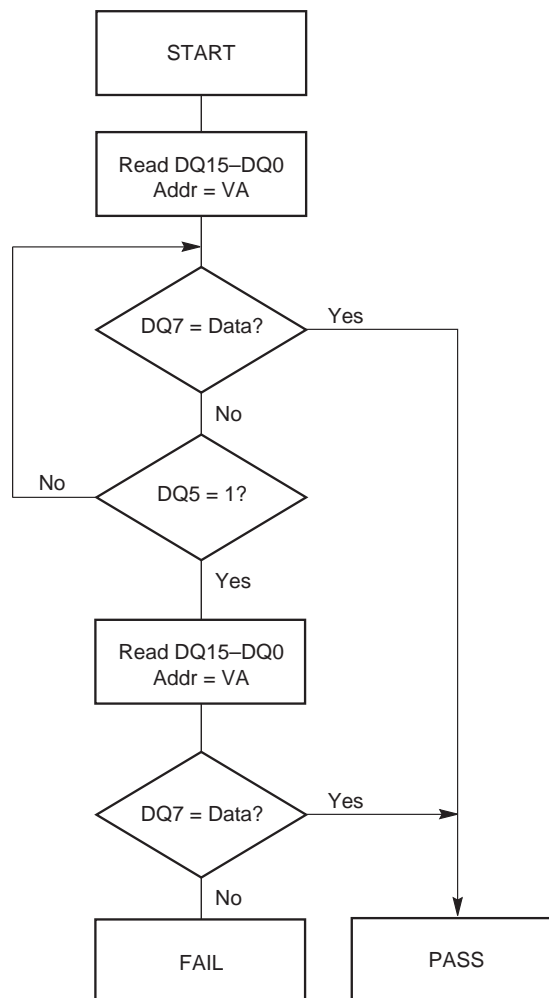 START
Read DQ15–DQ0
Addr = VA
DQ7 = Data?
Yes
No
No
DQ5 = 1?
Yes
Read DQ15–DQ0
Addr = VA
DQ7 = Data?
Yes
No
FAIL
PASS